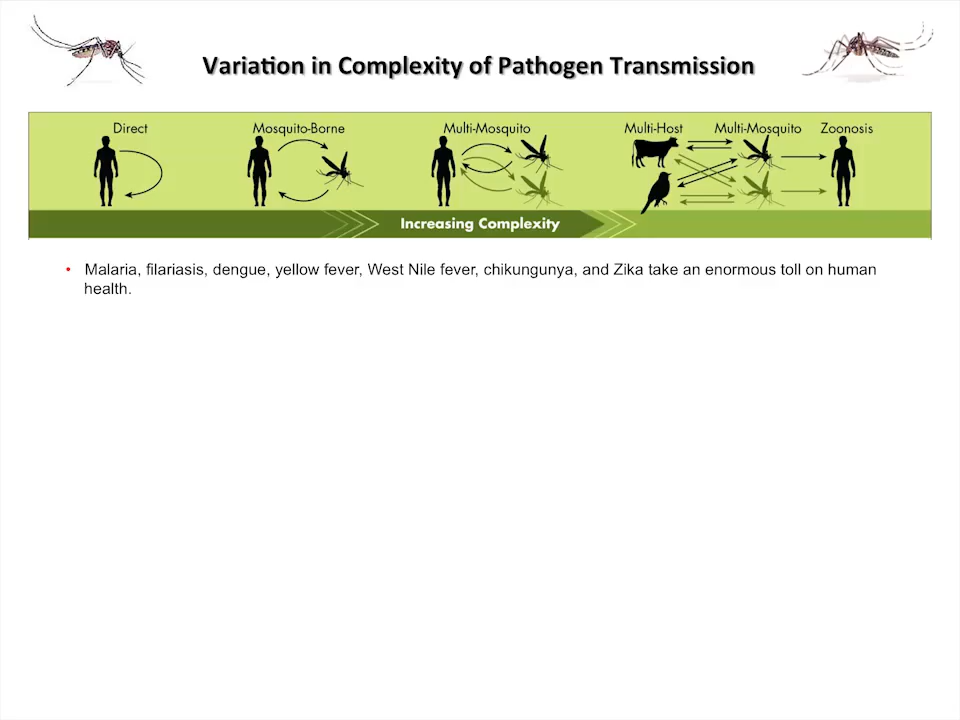 Variation in Complexity of Pathogen Transmission
Direct
Mosquito-Borne
Multi-Mosquito
Multi-Host
Multi-Mosquito
Zoonosis
Increasing Complexity
• Malaria, filariasis, dengue, yellow fever, West Nile fever, chikungunya, and Zika take an enormous toll on human
health.